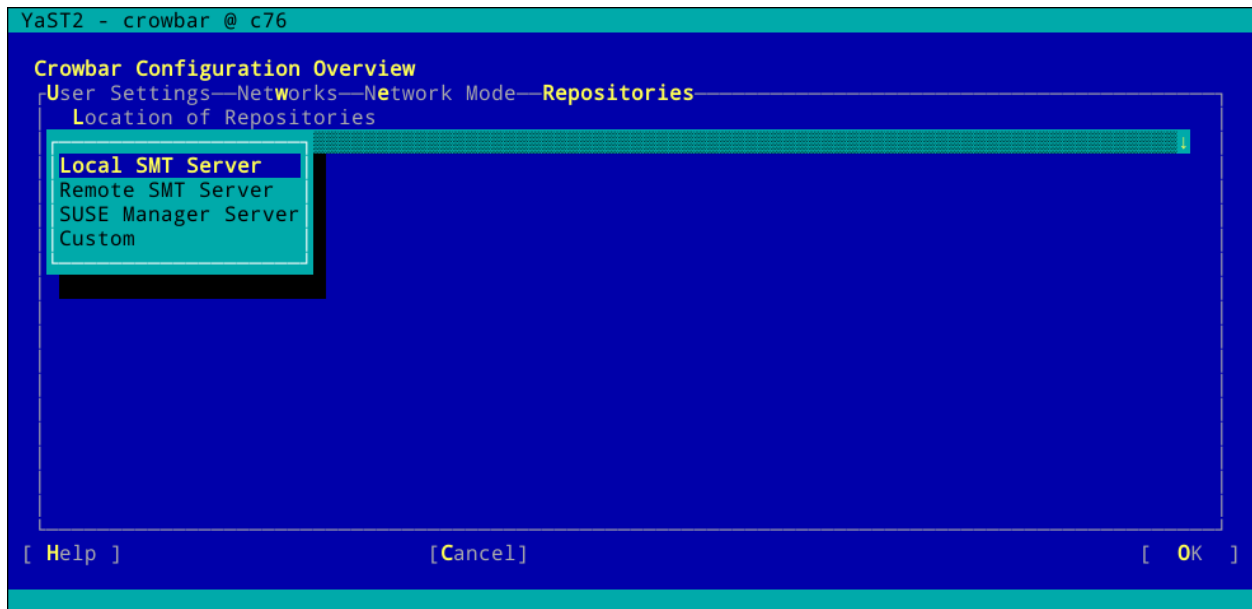 YaST2 - crowbar @ c76
Crowbar Configuration Overview
User Settings—Networks—Network Mode—Repositories
Location of Repositories
↓
Local SMT Server
Remote SMT Server
SUSE Manager Server
Custom
[ Help ] [Cancel] [ OK ]